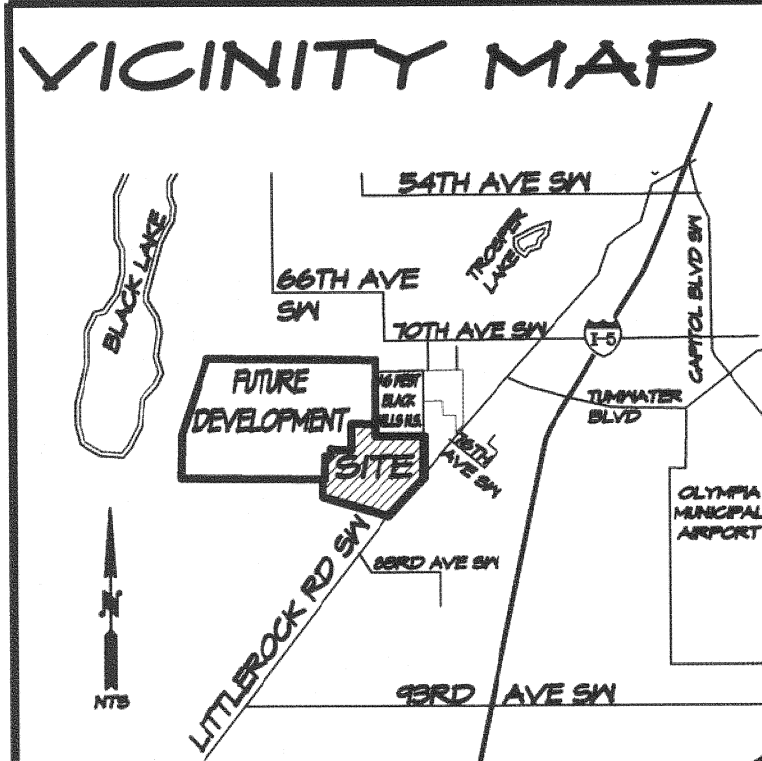 VICINITY MAP
54TH AVE SW
TROSPER
LAKE
BLACK LAKE
66TH AVE
SW
CAPITOL BLVD SW
70TH AVE SW
I-5
FUTURE
DEVELOPMENT
BLACK
H.S.
TUMWATER
BLVD
SITE
AVE SW
OLYMPIA
MUNICIPAL
AIRPORT
LITTLEROCK RD SW
83RD AVE SW
N
NTS
93RD AVE SW